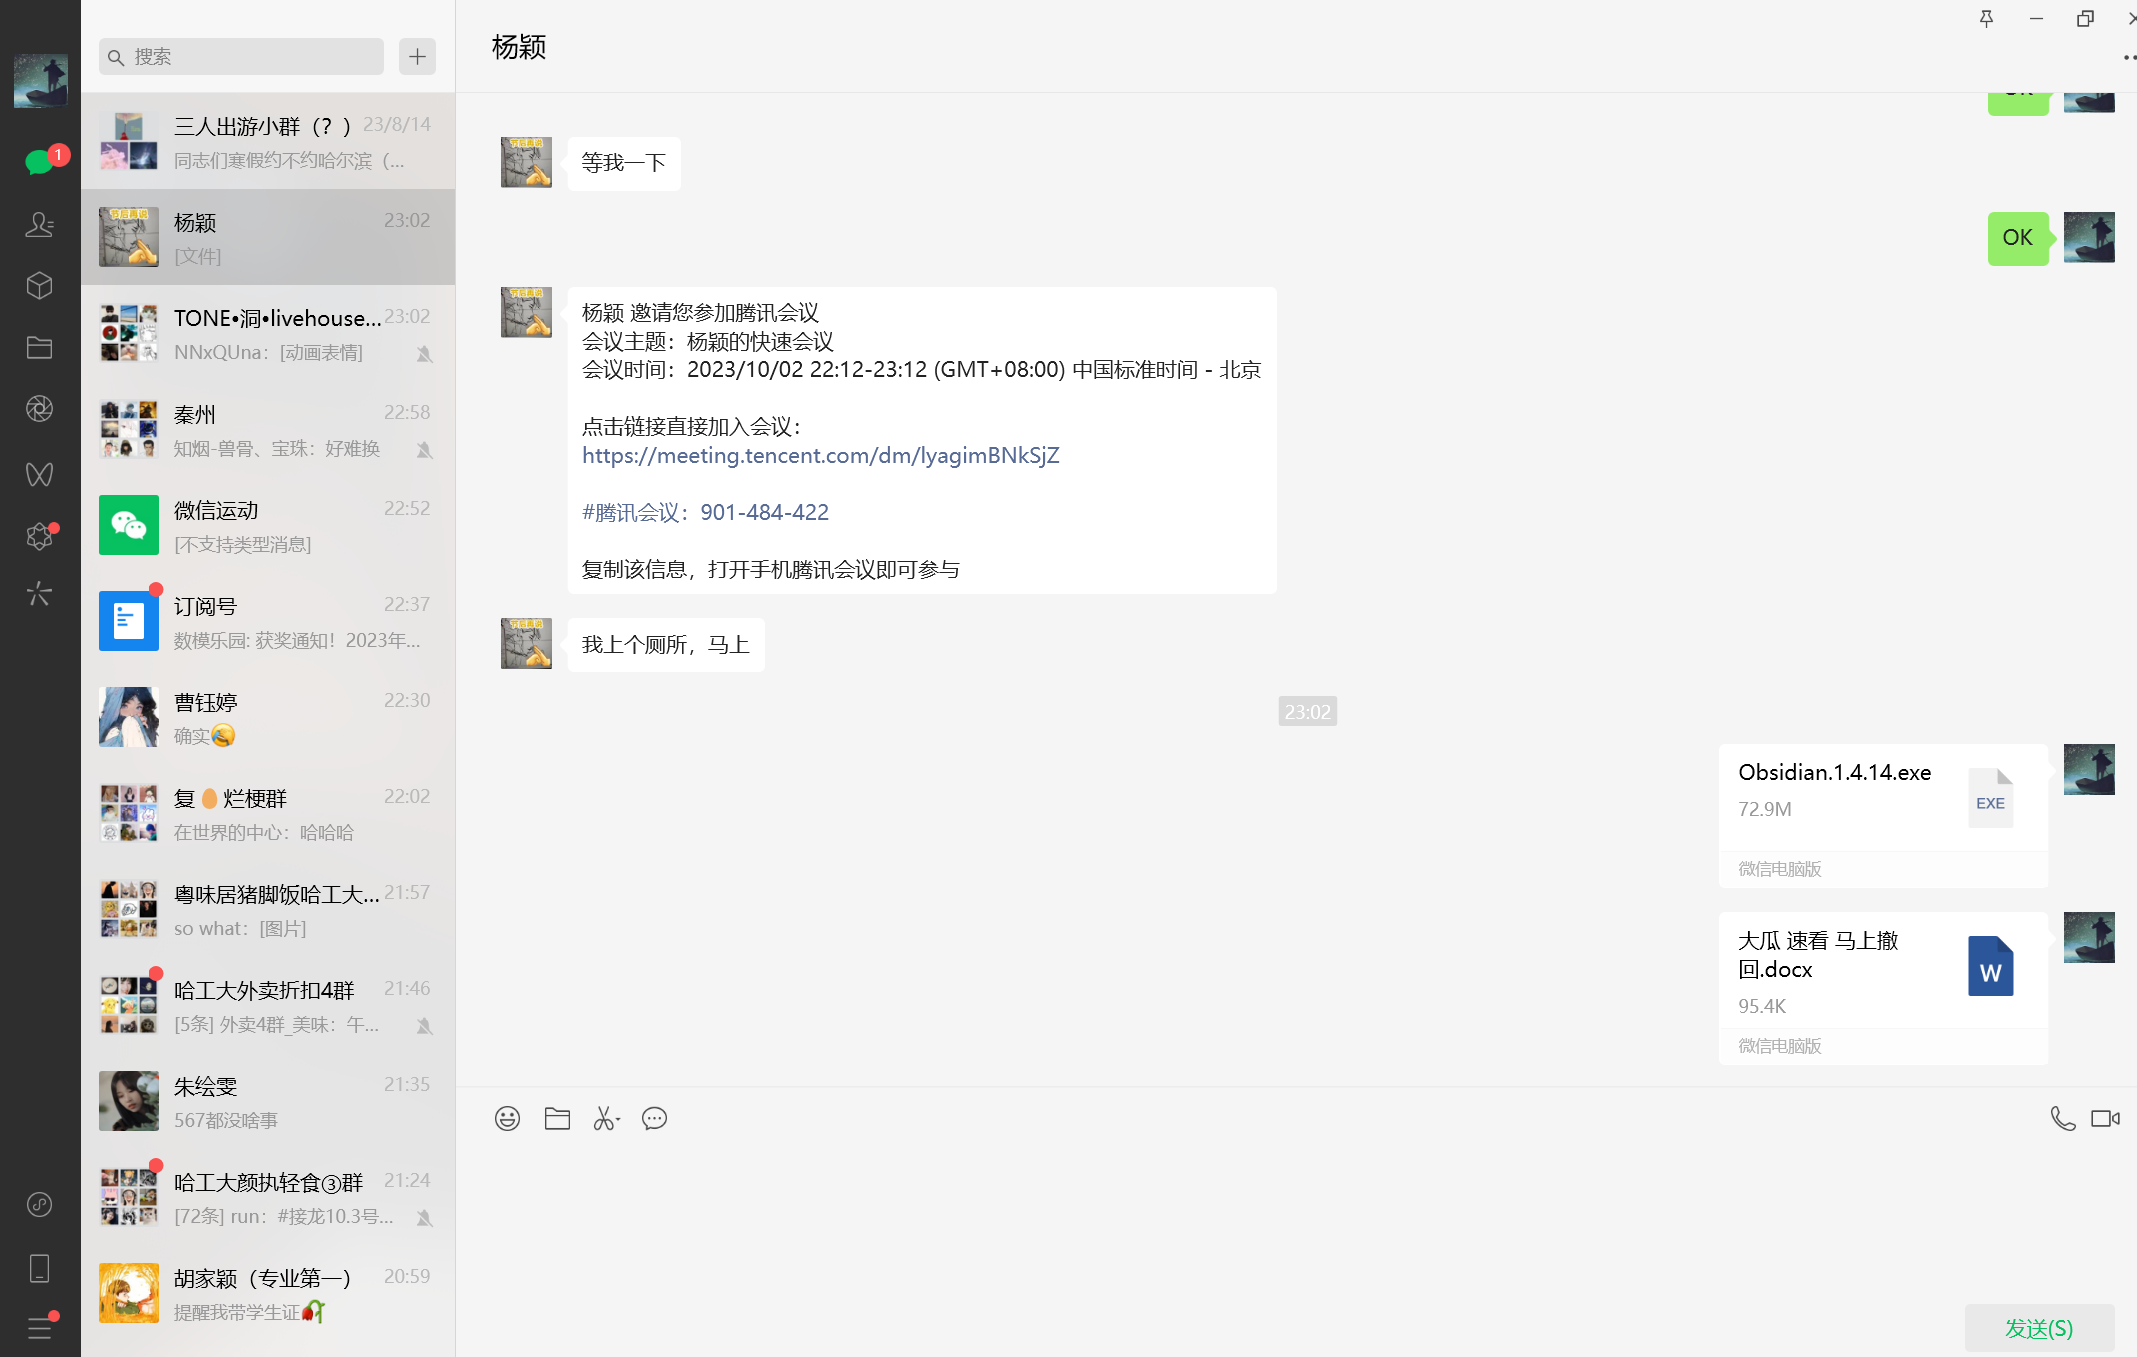 搜索
1
三人出游小群（？）
23/8/14
同志们寒假约不约哈尔滨（...
杨颖
23:02
[文件]
TONE•洞•livehouse...
23:02
NNxQUna：[动画表情]
秦州
22:58
知烟-兽骨、宝珠：好难换
微信运动
22:52
[不支持类型消息]
订阅号
22:37
数模乐园: 获奖通知！2023年...
曹钰婷
22:30
确实😂
复🥚烂梗群
22:02
在世界的中心：哈哈哈
粤味居猪脚饭哈工大...
21:57
so what：[图片]
哈工大外卖折扣4群
21:46
[5条] 外卖4群_美味：午...
朱绘雯
21:35
567都没啥事
哈工大颜执轻食③群
21:24
[72条] run：#接龙10.3号...
胡家颖（专业第一）
20:59
提醒我带学生证🥀
杨颖
OK
节后再说
等我一下
OK
杨颖 邀请您参加腾讯会议
会议主题：杨颖的快速会议
会议时间：2023/10/02 22:12-23:12 (GMT+08:00) 中国标准时间 - 北京
点击链接直接加入会议：
https://meeting.tencent.com/dm/lyagimBNkSjZ
#腾讯会议：901-484-422
复制该信息，打开手机腾讯会议即可参与
我上个厕所，马上
23:02
Obsidian.1.4.14.exe
72.9M
EXE
微信电脑版
大瓜 速看 马上撤
回.docx
95.4K
W
微信电脑版
发送(S)